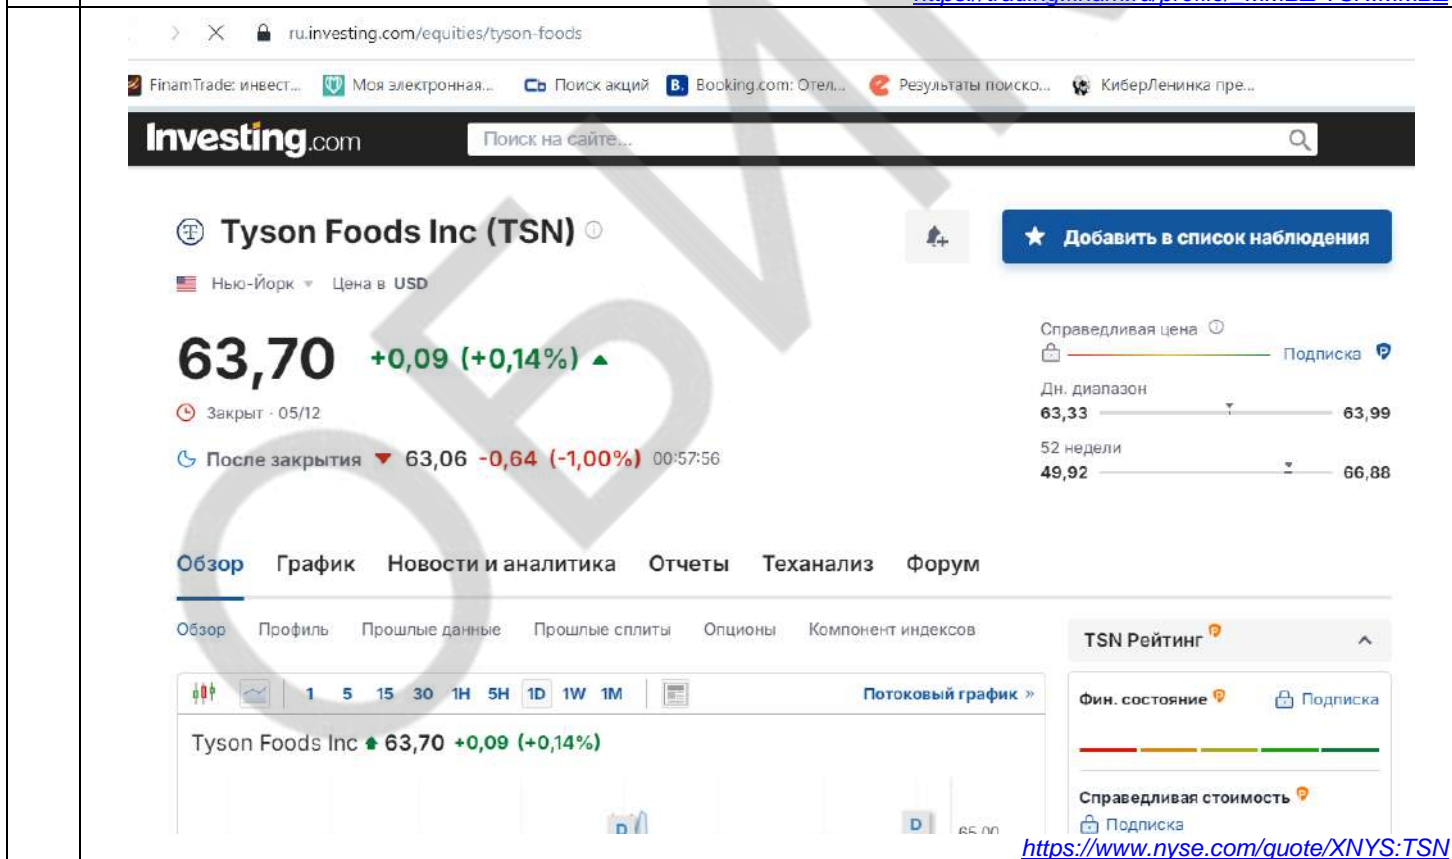 ru.investing.com/equities/tyson-foods
FinamTrade: инвест... Моя электронная... Поиск акций Booking.com: Отел... Результаты поиско... КиберЛенинка пре...
Investing.com Поиск на сайте...
Tyson Foods Inc (TSN)
Добавить в список наблюдения
Нью-Йорк Цена в USD
63,70 +0,09 (+0,14%)
Справедливая цена
Подписка
Закрыт · 05/12
Дн. диапазон
63,33 63,99
После закрытия 63,06 -0,64 (-1,00%) 00:57:56
52 недели
49,92 66,88
Обзор График Новости и аналитика Отчеты Теханализ Форум
Обзор Профиль Прошлые данные Прошлые сплиты Опционы Компонент индексов
TSN Рейтинг
1 5 15 30 1H 5H 1D 1W 1M Потоковый график »
Фин. состояние Подписка
Tyson Foods Inc 63,70 +0,09 (+0,14%)
Справедливая стоимость
D D 65,00
Подписка
https://www.nyse.com/quote/XNYS:TSN